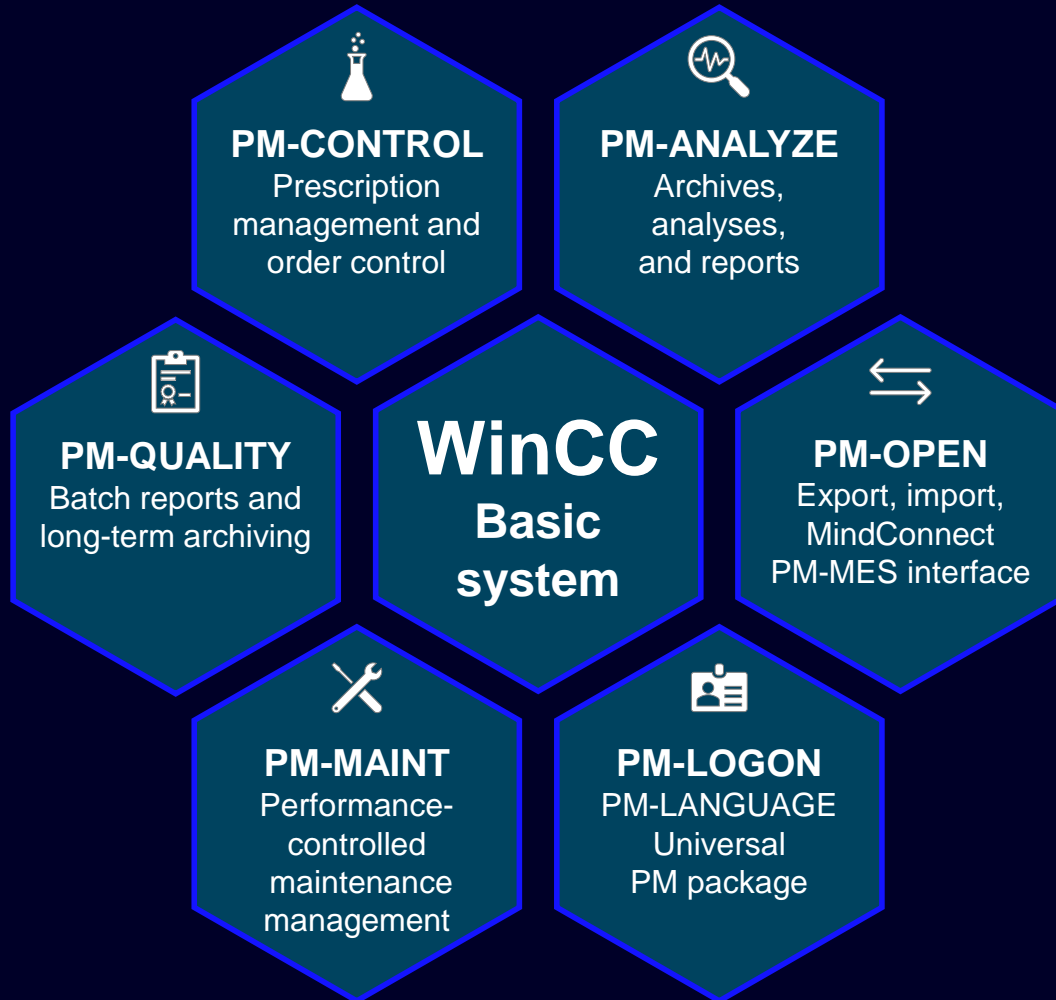 PM-CONTROL
Prescription
management and
order control
PM-ANALYZE
Archives,
analyses,
and reports
PM-QUALITY
Batch reports and
long-term archiving
WinCC
Basic
system
PM-OPEN
Export, import,
MindConnect
PM-MES interface
PM-MAINT
Performance-
controlled
maintenance
management
PM-LOGON
PM-LANGUAGE
Universal
PM package